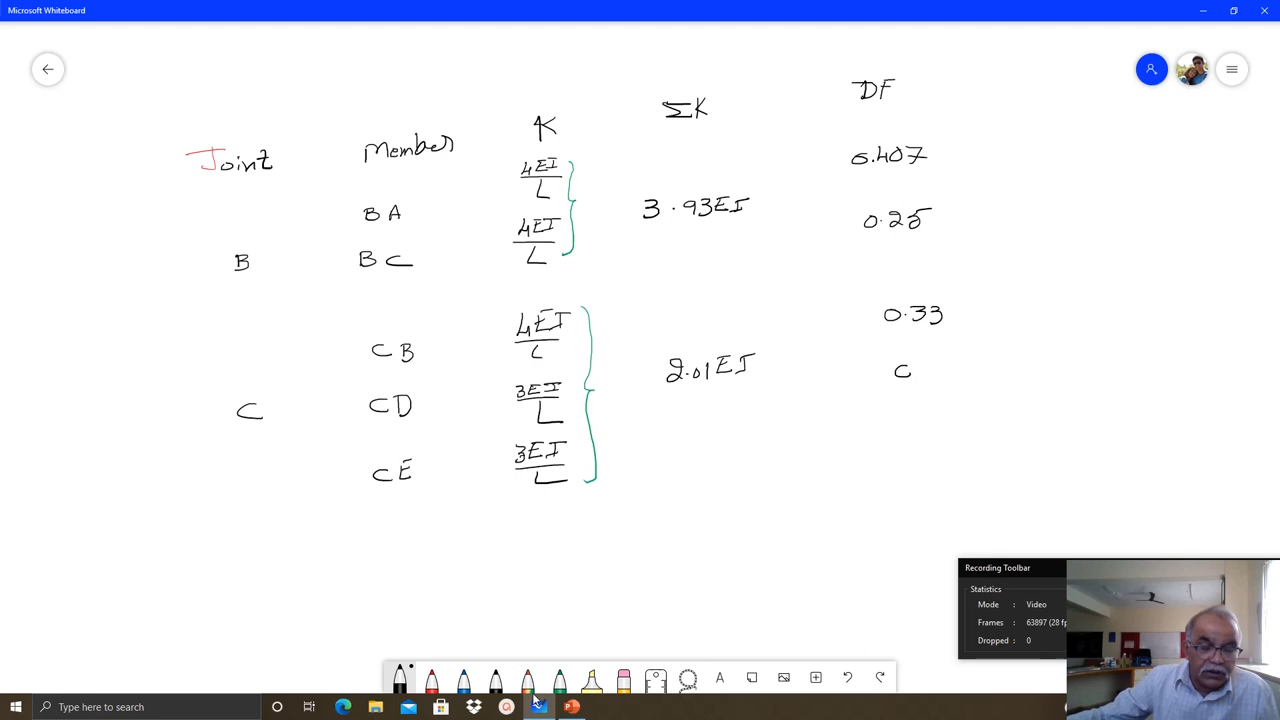 Microsoft Whiteboard
Joint Member K ΣK DF
BA 4EI/L 0.407
B BC 4EI/L 3.93EI 0.25
CB 4EI/L 0.33
C CD 3EI/L 2.01EI C
CE 3EI/L
Recording Toolbar
Statistics
Mode : Video
Frames : 63897 (28 fp
Dropped : 0
A
Type here to search